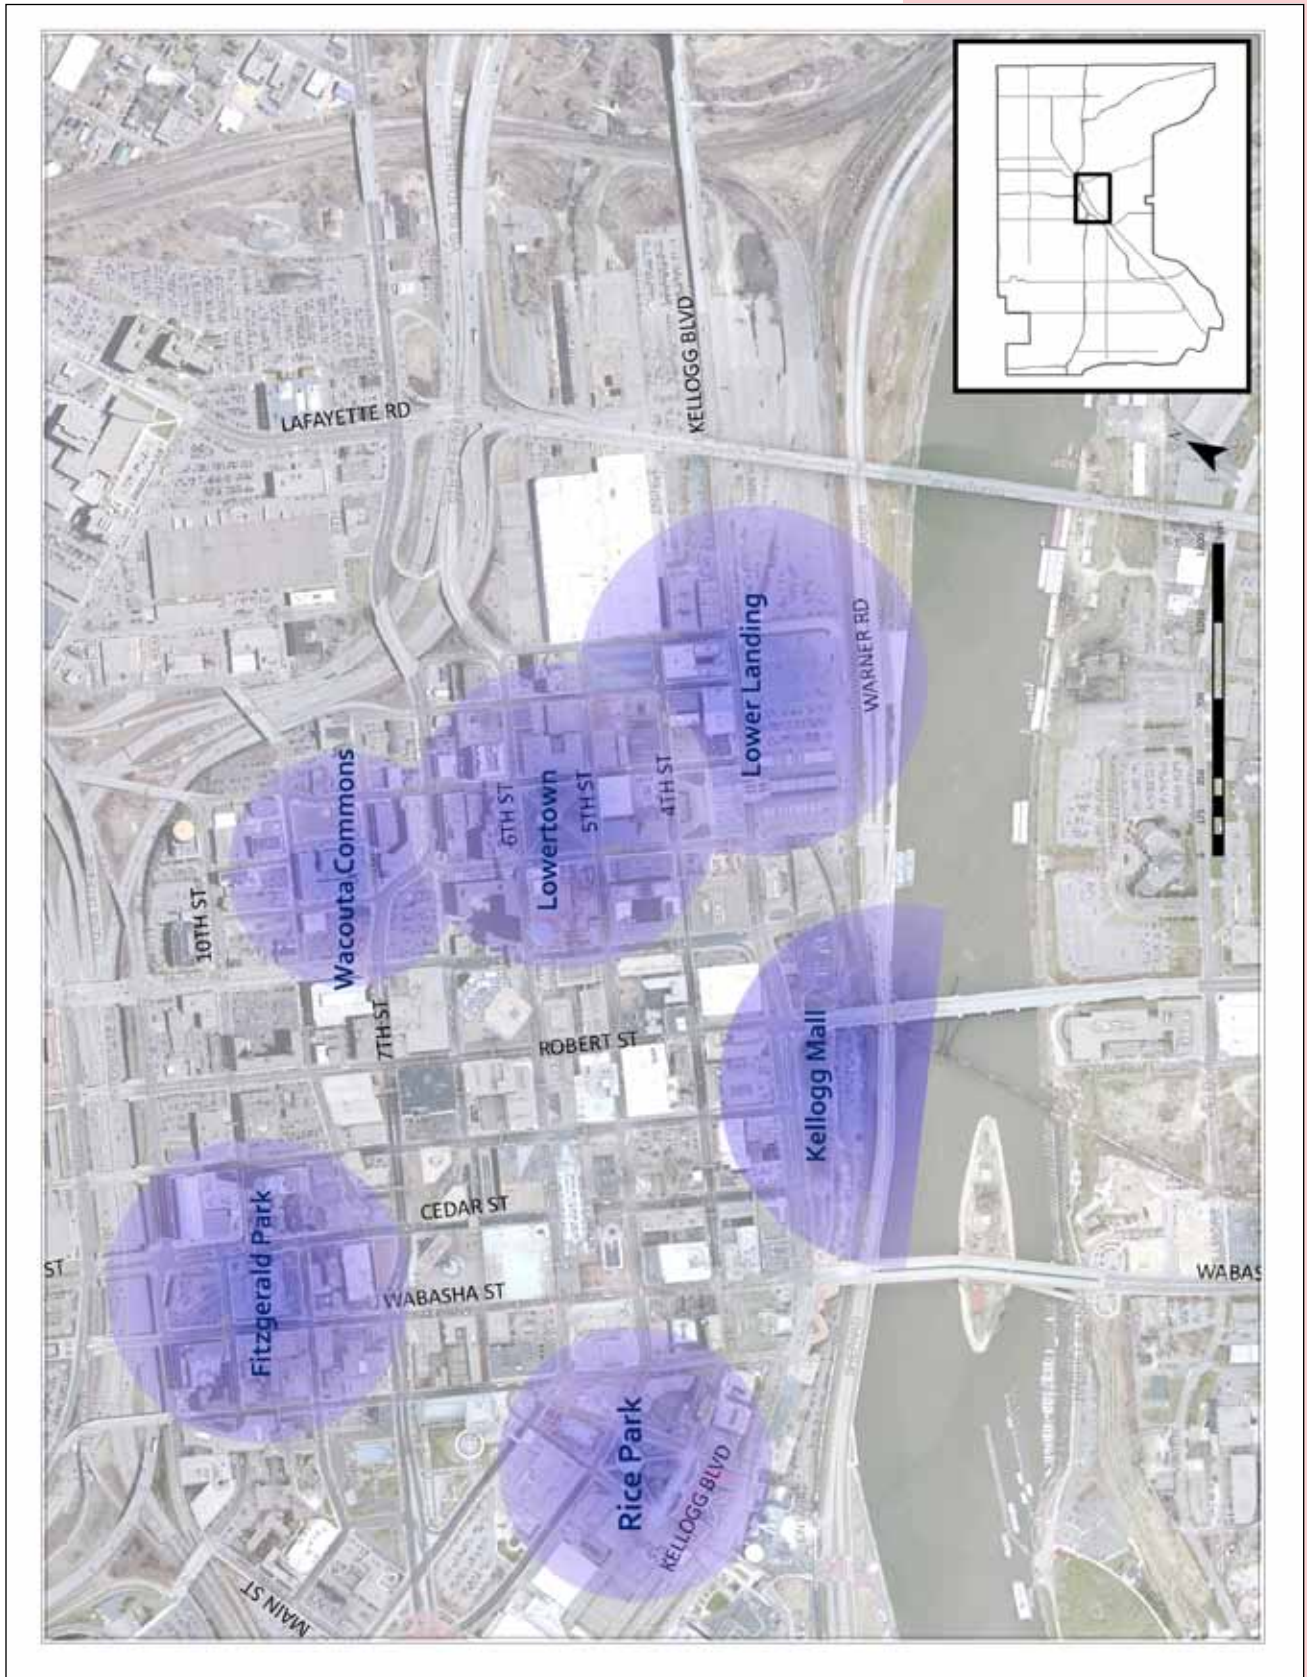 KELLOGG BLVD
LAFAYETTE RD
N
Lower Landing
WARNER RD
Wacouta Commons
Lowertown
6TH ST
5TH ST
4TH ST
10TH ST
7TH ST
ROBERT ST
Kellogg Mall
Fitzgerald Park
CEDAR ST
ST
WABASHA ST
WABAS
Rice Park
KELLOGG BLVD
MAIN ST